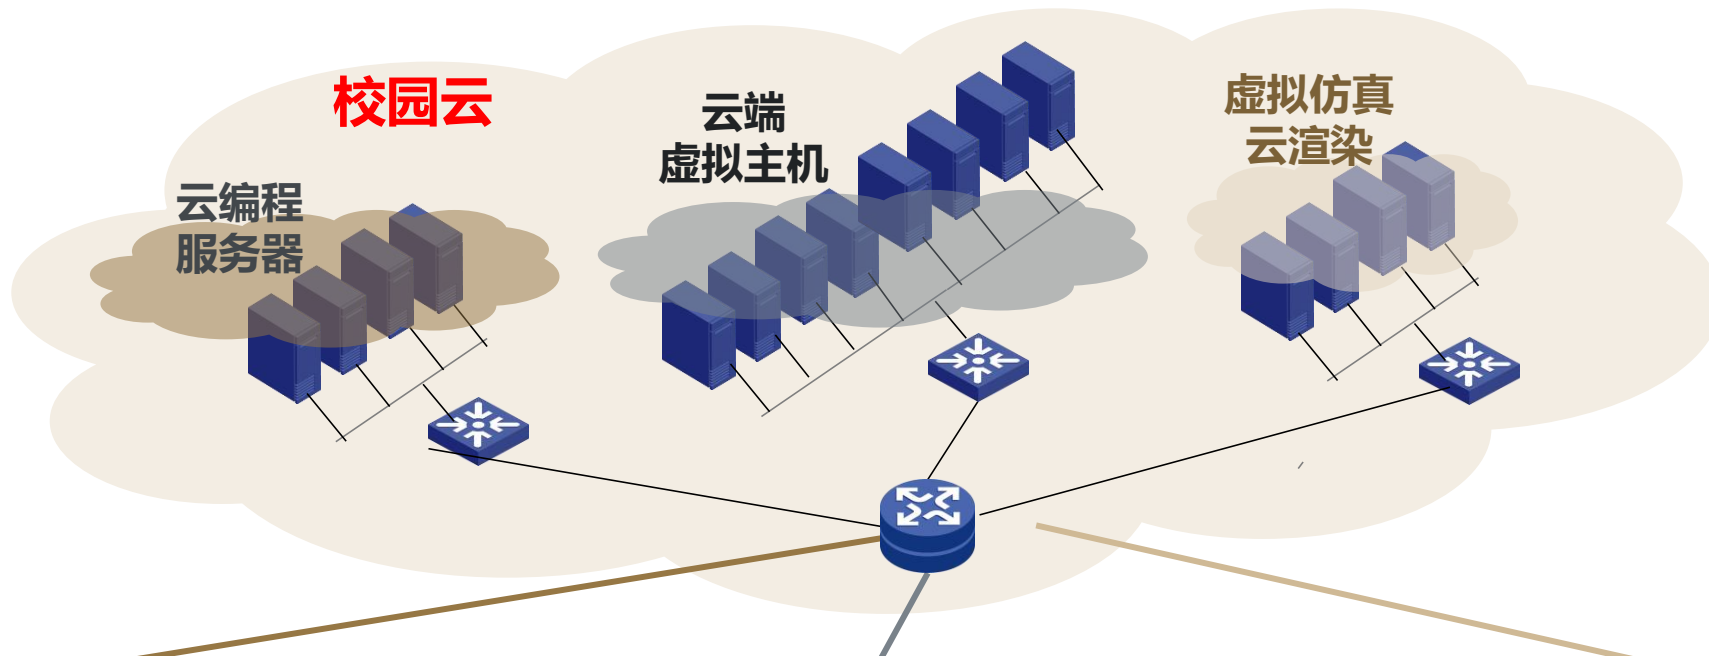 校园云
云端
虚拟主机
虚拟仿真
云渲染
云编程
服务器